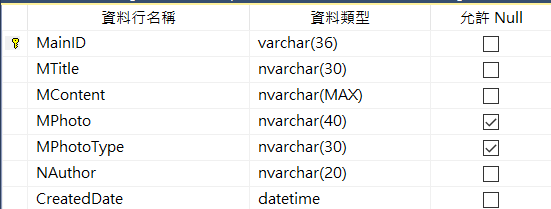 資料行名稱 資料類型 允許 Null
MainID varchar(36)
MTitle nvarchar(30)
MContent nvarchar(MAX)
MPhoto nvarchar(40)
MPhotoType nvarchar(30)
NAuthor nvarchar(20)
CreatedDate datetime